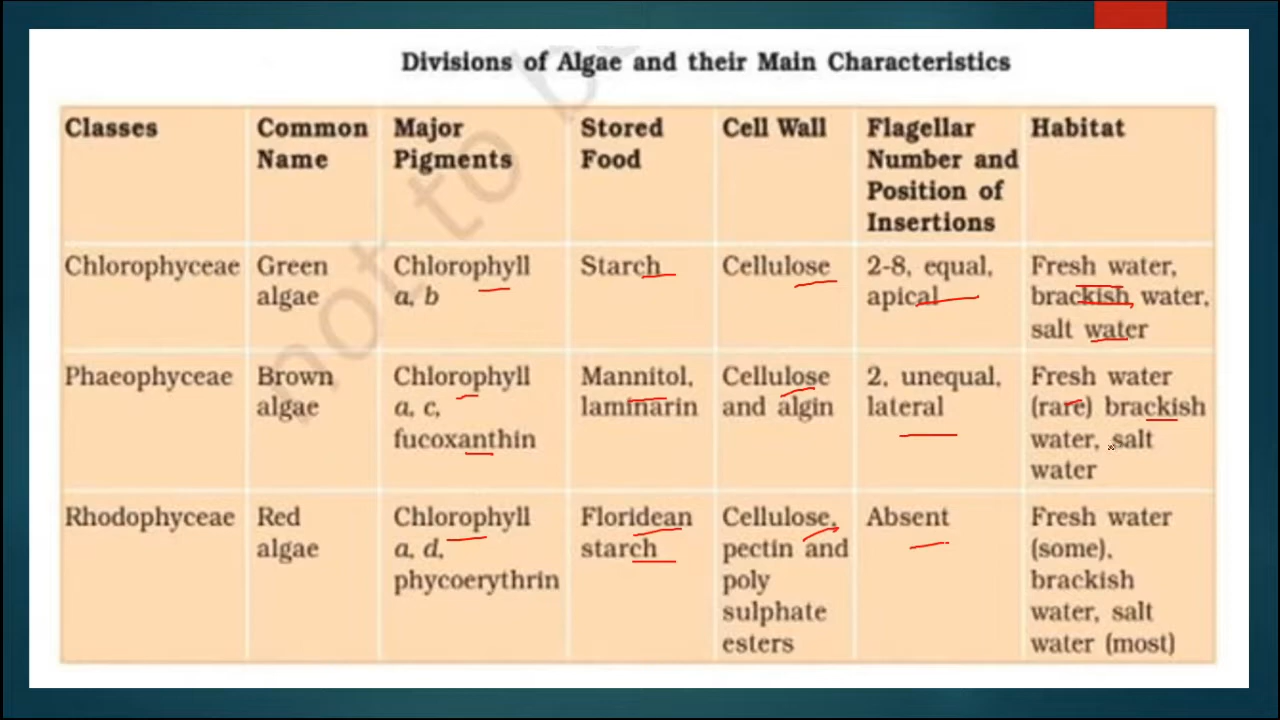 Divisions of Algae and their Main Characteristics
Classes
Common
Name
Major
Pigments
Stored
Food
Cell Wall
Flagellar
Number and
Position of
Insertions
Habitat
Chlorophyceae
Green
algae
Chlorophyll
a, b
Starch
Cellulose
2-8, equal,
apical
Fresh water,
brackish water,
salt water
Phaeophyceae
Brown
algae
Chlorophyll
a, c,
fucoxanthin
Mannitol,
laminarin
Cellulose
and algin
2, unequal,
lateral
Fresh water
(rare) brackish
water, salt
water
Rhodophyceae
Red
algae
Chlorophyll
a, d,
phycoerythrin
Floridean
starch
Cellulose,
pectin and
poly
sulphate
esters
Absent
Fresh water
(some),
brackish
water, salt
water (most)
not to be